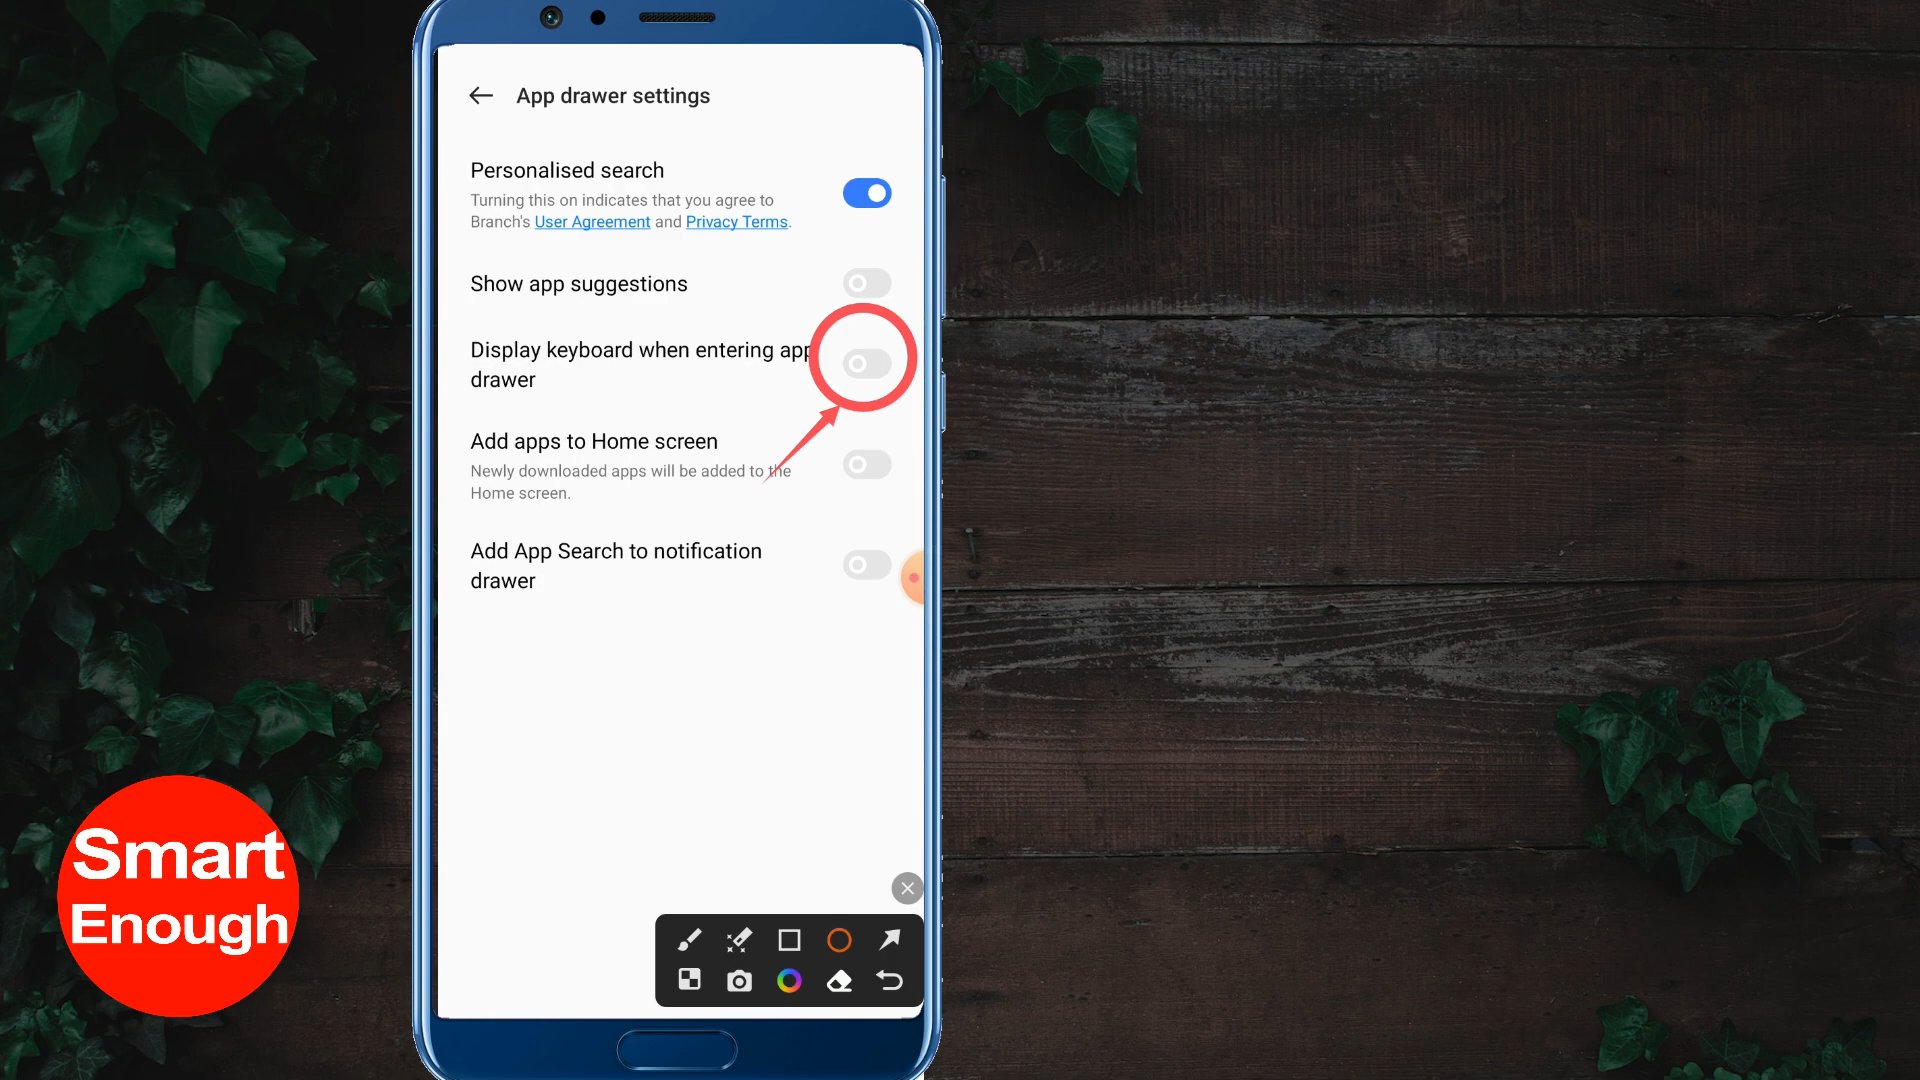 App drawer settings
Personalised search
Turning this on indicates that you agree to
Branch's User Agreement and Privacy Terms.
Show app suggestions
Display keyboard when entering app
drawer
Add apps to Home screen
Newly downloaded apps will be added to the
Home screen.
Add App Search to notification
drawer
Smart
Enough